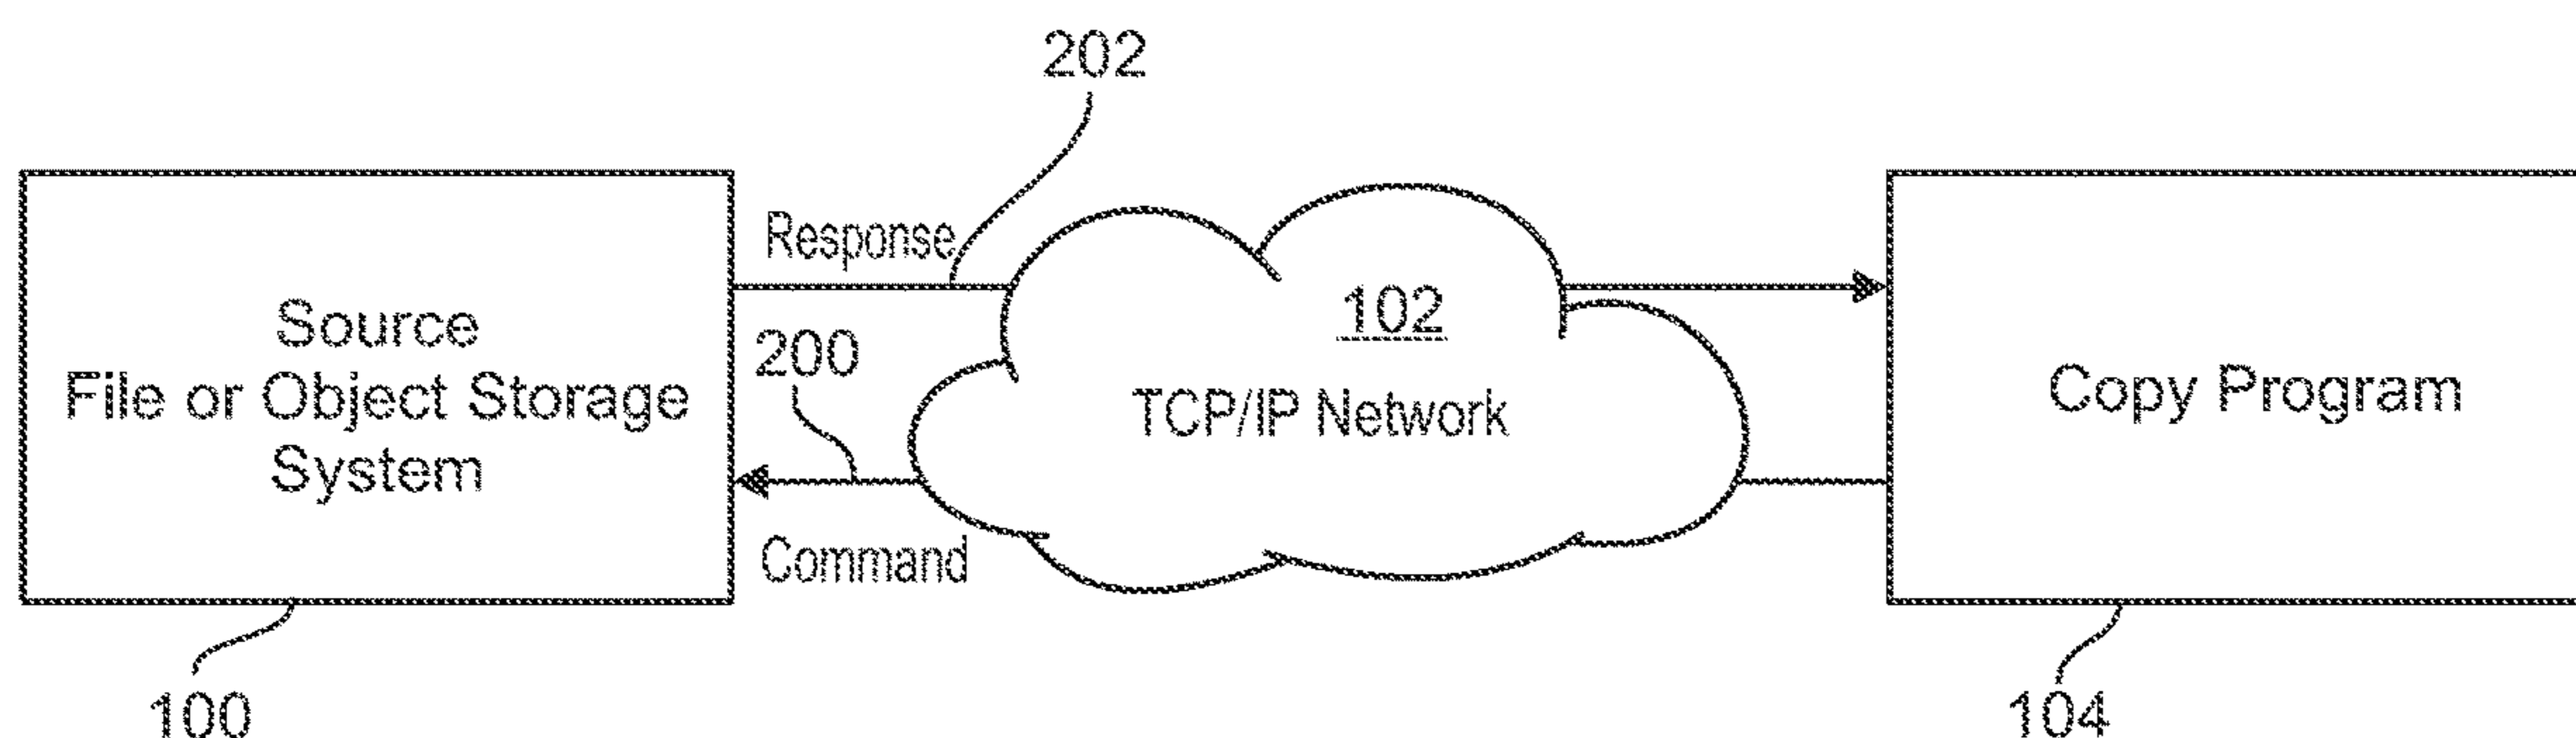 202
Response
Source
File or Object Storage
System
200
102
TCP/IP Network
Copy Program
Command
100
104